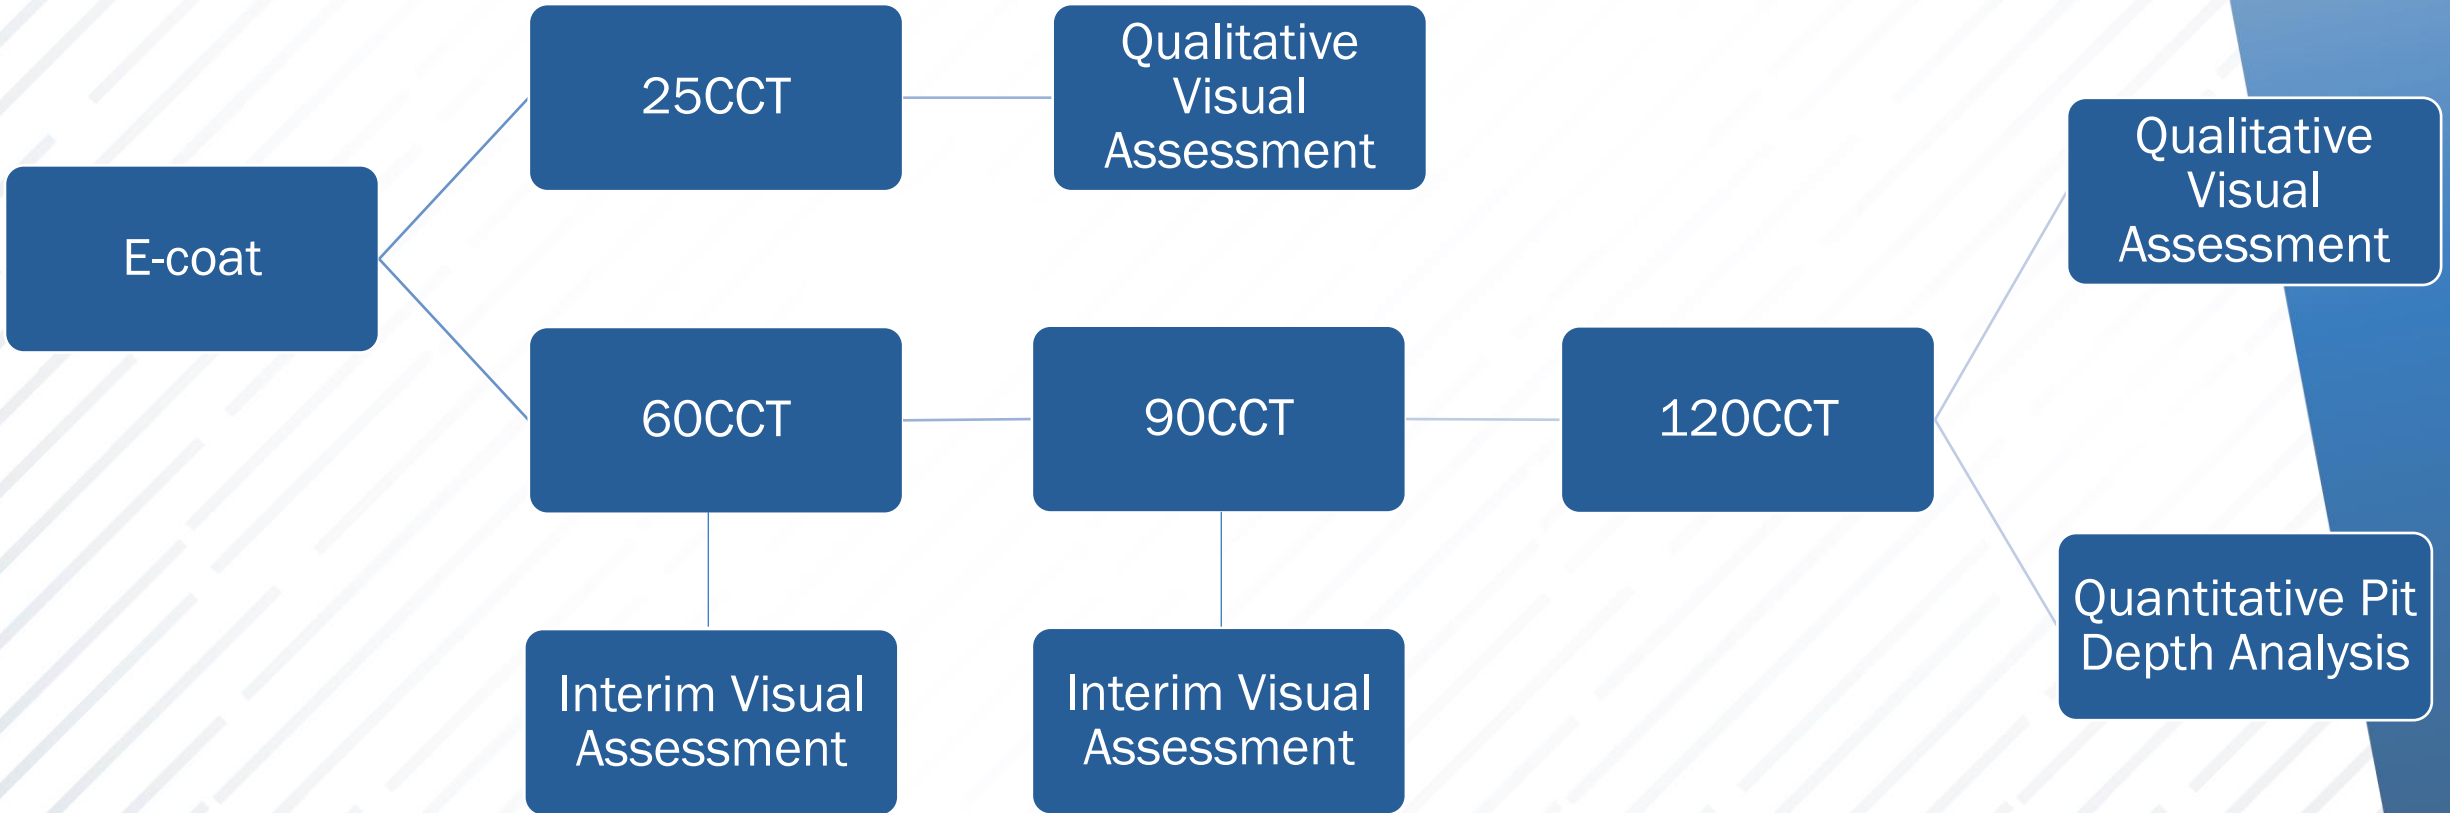 25CCT
Qualitative
Visual
Assessment
E-coat
Qualitative
Visual
Assessment
60CCT
90CCT
120CCT
Interim Visual
Assessment
Interim Visual
Assessment
Quantitative Pit
Depth Analysis